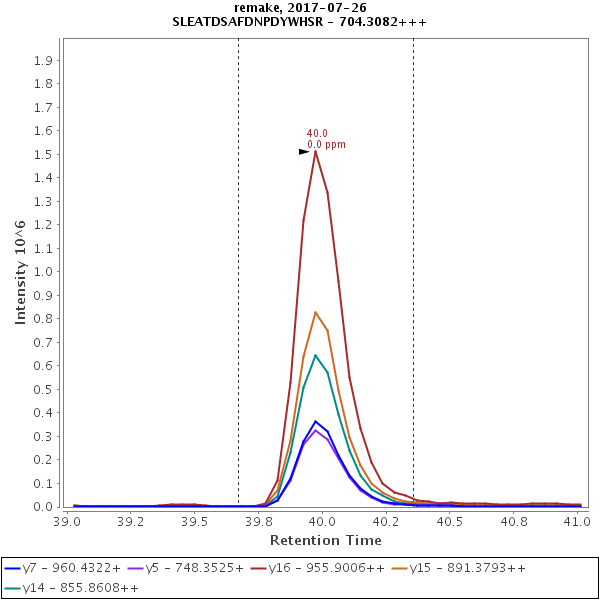 remake, 2017-07-26
SLEATDSAFDNPDYWHSR - 704.3082+++
Intensity 10^6
1.9
1.8
1.7
1.6
1.5
1.4
1.3
1.2
1.1
1.0
0.9
0.8
0.7
0.6
0.5
0.4
0.3
0.2
0.1
0.0
40.0
0.0 ppm
39.0 39.2 39.5 39.8 40.0 40.2 40.5 40.8 41.0
Retention Time
y7 - 960.4322+ y5 - 748.3525+ y16 - 955.9006++ y15 - 891.3793++
y14 - 855.8608++